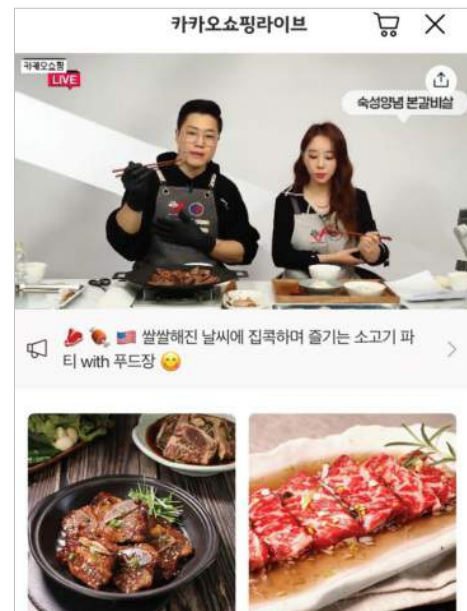 카카오쇼핑라이브
카카오쇼핑
LIVE
숙성양념 본갈비살
🥩 🍖 🇺🇸 쌀쌀해진 날씨에 집콕하며 즐기는 소고기 파
티 with 푸드장 😋